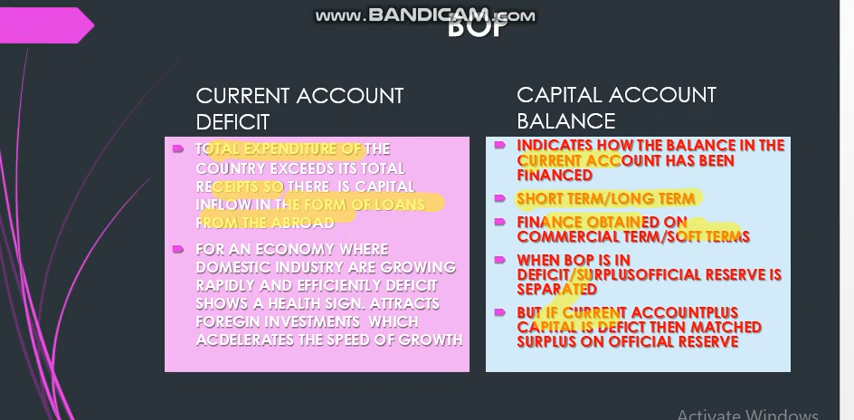 WWW.BANDICAM.COM
BOP
CURRENT ACCOUNT
DEFICIT
TOTAL EXPENDITURE OF THE
COUNTRY EXCEEDS ITS TOTAL
RECEIPTS SO THERE IS CAPITAL
INFLOW IN THE FORM OF LOANS
FROM THE ABROAD
FOR AN ECONOMY WHERE
DOMESTIC INDUSTRY ARE GROWING
RAPIDLY AND EFFICIENTLY DEFICIT
SHOWS A HEALTH SIGN. ATTRACTS
FOREGIN INVESTMENTS WHICH
ACDELERATES THE SPEED OF GROWTH
CAPITAL ACCOUNT
BALANCE
INDICATES HOW THE BALANCE IN THE
CURRENT ACCOUNT HAS BEEN
FINANCED
SHORT TERM/LONG TERM
FINANCE OBTAINED ON
COMMERCIAL TERM/SOFT TERMS
WHEN BOP IS IN
DEFICIT/SURPLUSOFFICIAL RESERVE IS
SEPARATED
BUT IF CURRENT ACCOUNTPLUS
CAPITAL IS DEFICT THEN MATCHED
SURPLUS ON OFFICIAL RESERVE
Activate Windows